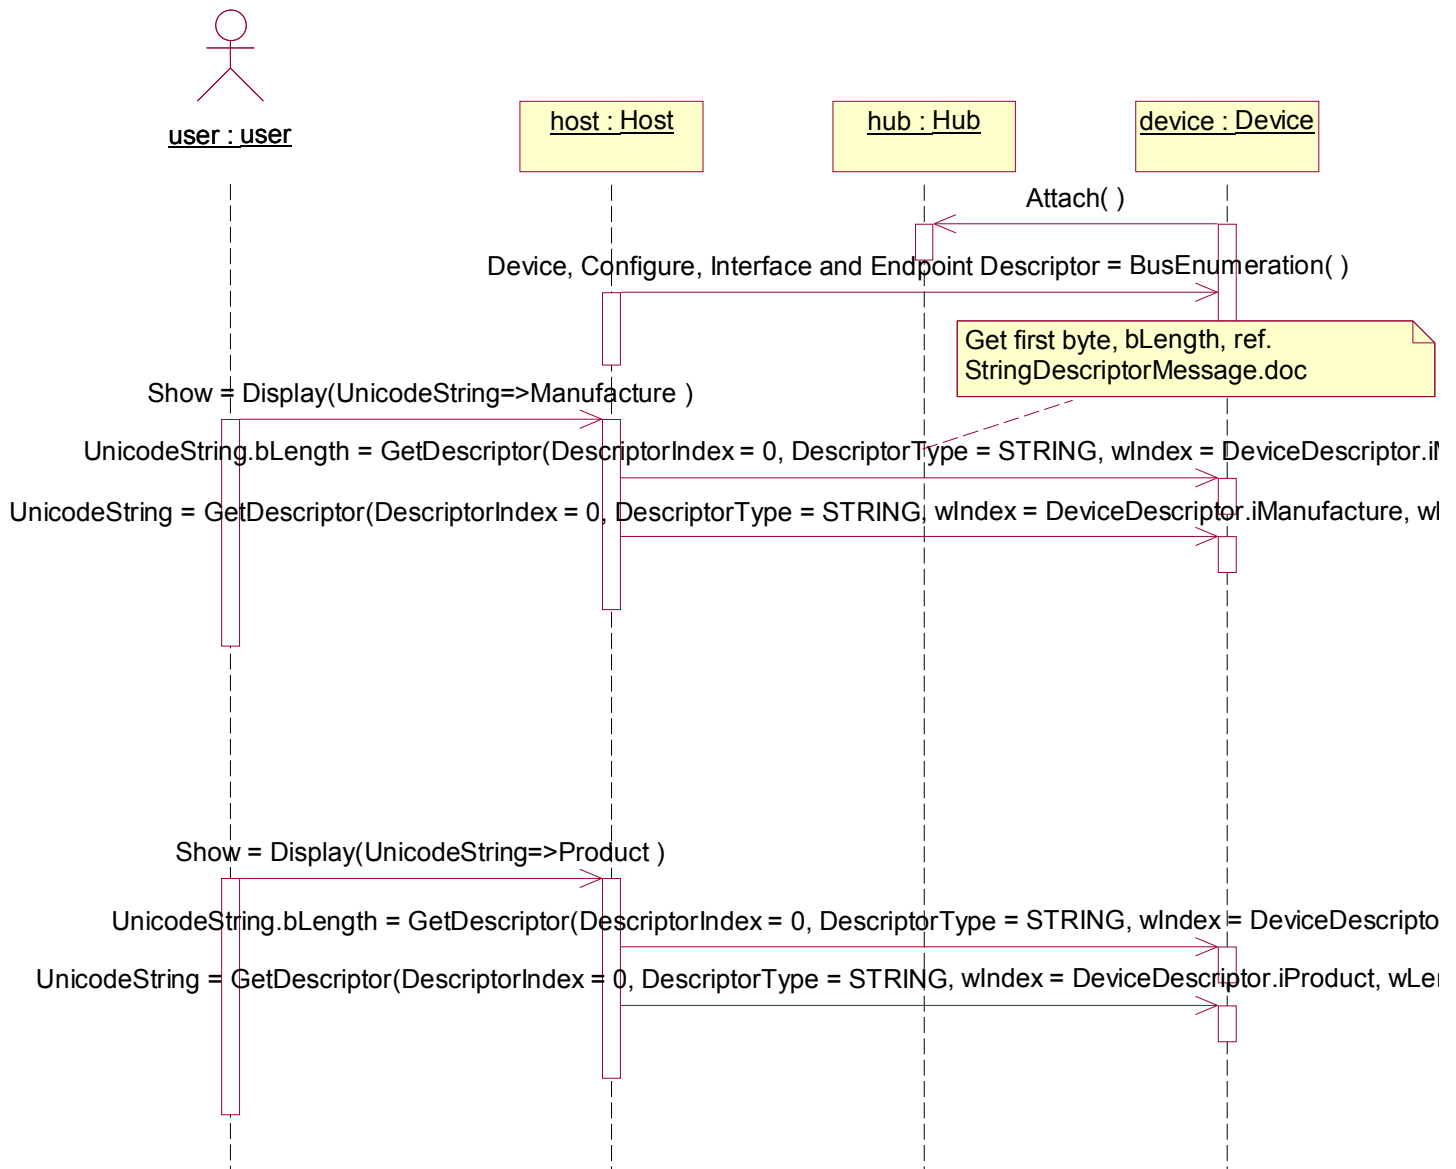 user : user
host : Host
hub : Hub
device : Device
Attach( )
Device, Configure, Interface and Endpoint Descriptor = BusEnumeration( )
Get first byte, bLength, ref.
StringDescriptorMessage.doc
Show = Display(UnicodeString=>Manufacture )
UnicodeString.bLength = GetDescriptor(DescriptorIndex = 0, DescriptorType = STRING, wIndex = DeviceDescriptor.i
UnicodeString = GetDescriptor(DescriptorIndex = 0, DescriptorType = STRING, wIndex = DeviceDescriptor.iManufacture, w
Show = Display(UnicodeString=>Product )
UnicodeString.bLength = GetDescriptor(DescriptorIndex = 0, DescriptorType = STRING, wIndex = DeviceDescripto
UnicodeString = GetDescriptor(DescriptorIndex = 0, DescriptorType = STRING, wIndex = DeviceDescriptor.iProduct, wLe